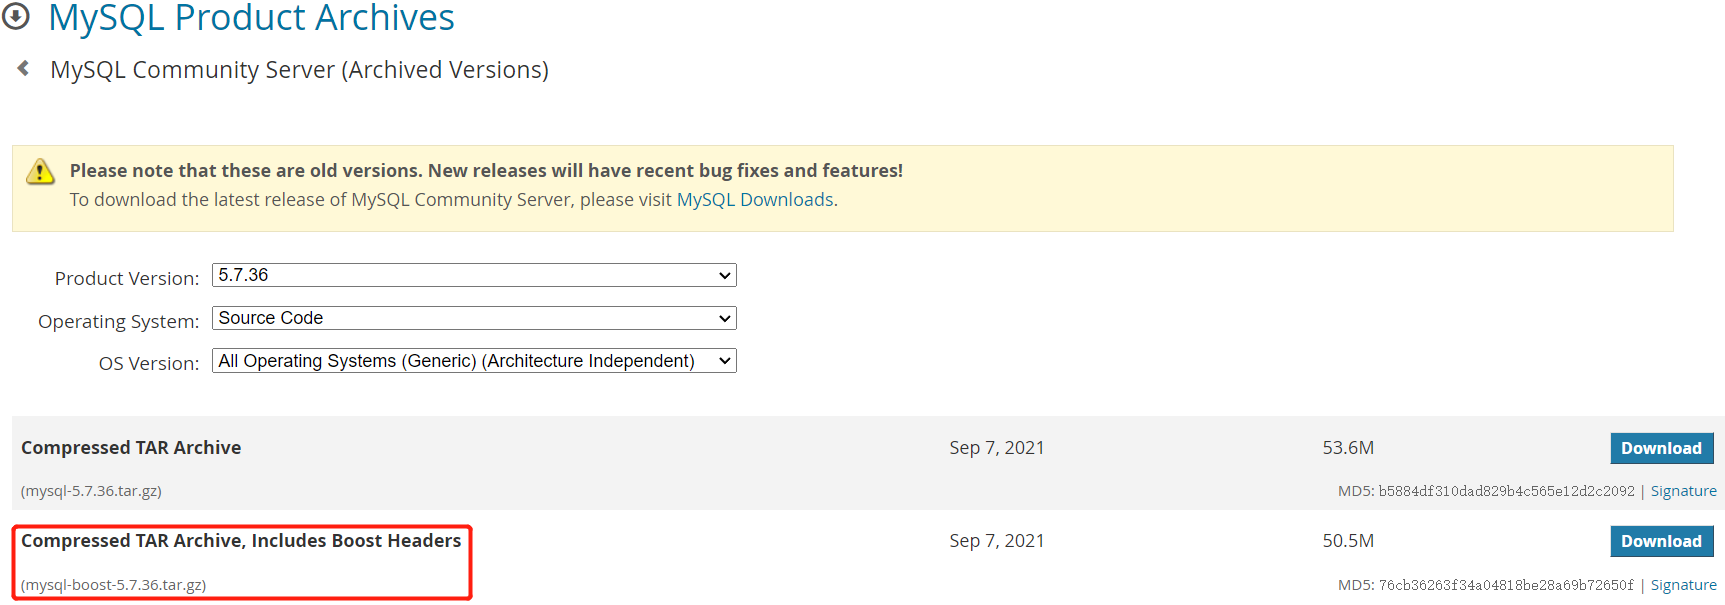 MySQL Product Archives
MySQL Community Server (Archived Versions)
Please note that these are old versions. New releases will have recent bug fixes and features!
To download the latest release of MySQL Community Server, please visit MySQL Downloads.
Product Version: 5.7.36
Operating System: Source Code
OS Version: All Operating Systems (Generic) (Architecture Independent)
Compressed TAR Archive Sep 7, 2021 53.6M Download
(mysql-5.7.36.tar.gz) MD5: b5884df310dad829b4c565e12d2c2092 | Signature
Compressed TAR Archive, Includes Boost Headers Sep 7, 2021 50.5M Download
(mysql-boost-5.7.36.tar.gz) MD5: 76cb36263f34a04818be28a69b72650f | Signature